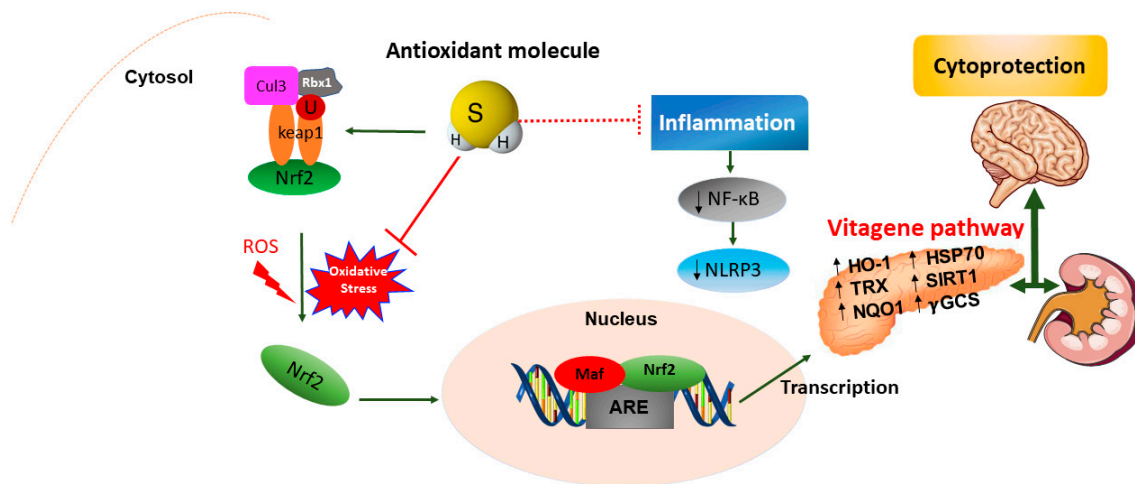 Antioxidant molecule
Cytosol
Cul3
Rbx1
U
keap1
Nrf2
S
H
H
Inflammation
↓ NF-κB
↓ NLRP3
Cytoprotection
ROS
Oxidative
Stress
Nrf2
Nucleus
Maf
Nrf2
ARE
Transcription
Vitagene pathway
↑ HO-1 ↑ HSP70
↑ TRX ↑ SIRT1
↑ NQO1 ↑ γGCS